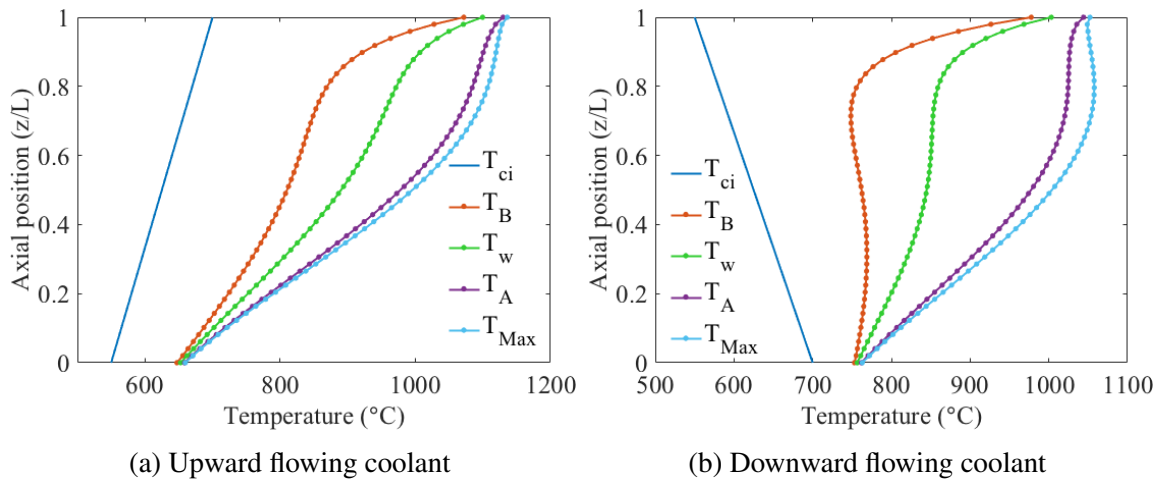 1
0.8
0.6
0.4
0.2
0
Axial position (z/L)
T_ci
T_B
T_w
T_A
T_Max
600 800 1000 1200
Temperature (°C)
(a) Upward flowing coolant
1
0.8
0.6
0.4
0.2
0
Axial position (z/L)
T_ci
T_B
T_w
T_A
T_Max
500 600 700 800 900 1000 1100
Temperature (°C)
(b) Downward flowing coolant